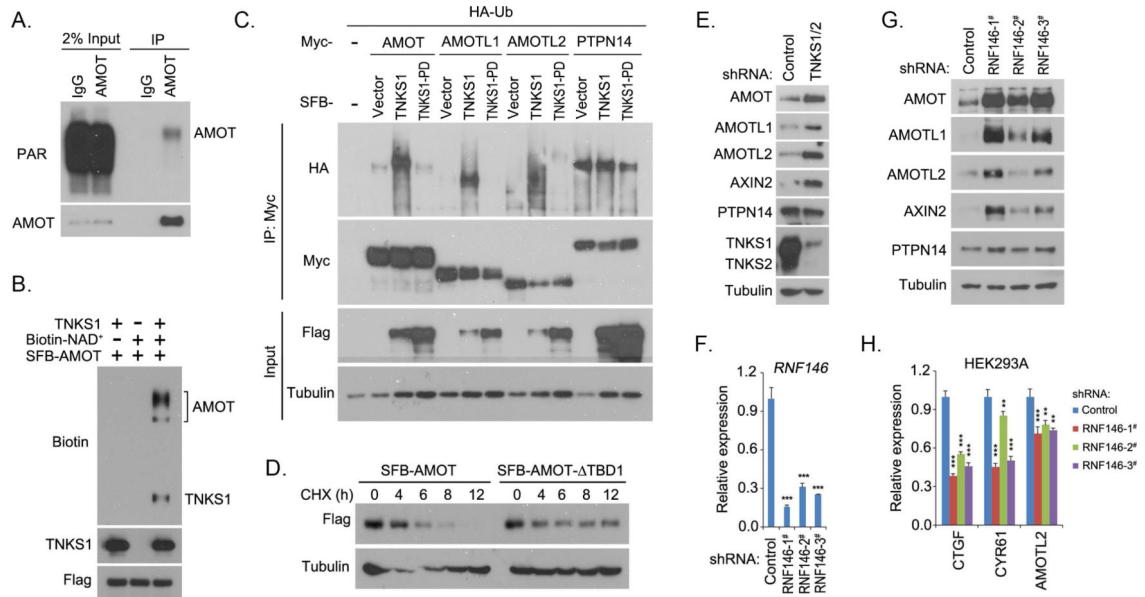 A.
2% Input IP
IgG AMOT IgG AMOT
PAR
AMOT
AMOT
B.
TNKS1 + - +
Biotin-NAD+ - + +
SFB-AMOT + + +
Biotin
AMOT
TNKS1
TNKS1
Flag
C.
HA-Ub
Myc- - AMOT AMOTL1 AMOTL2 PTPN14
SFB- - Vector TNKS1 TNKS1-PD Vector TNKS1 TNKS1-PD Vector TNKS1 TNKS1-PD Vector TNKS1 TNKS1-PD
IP: Myc
HA
Myc
Input
Flag
Tubulin
D.
SFB-AMOT SFB-AMOT-ΔTBD1
CHX (h) 0 4 6 8 12 0 4 6 8 12
Flag
Tubulin
E.
shRNA: Control TNKS1/2
AMOT
AMOTL1
AMOTL2
AXIN2
PTPN14
TNKS1
TNKS2
Tubulin
F.
RNF146
Relative expression
1.2
0.9
0.6
0.3
0.0
*** *** ***
shRNA: Control RNF146-1# RNF146-2# RNF146-3#
G.
shRNA: Control RNF146-1# RNF146-2# RNF146-3#
AMOT
AMOTL1
AMOTL2
AXIN2
PTPN14
Tubulin
H.
HEK293A
Relative expression
1.2
0.9
0.6
0.3
0.0
*** *** *** *** ** *** *** ** **
CTGF CYR61 AMOTL2
shRNA:
Control
RNF146-1#
RNF146-2#
RNF146-3#